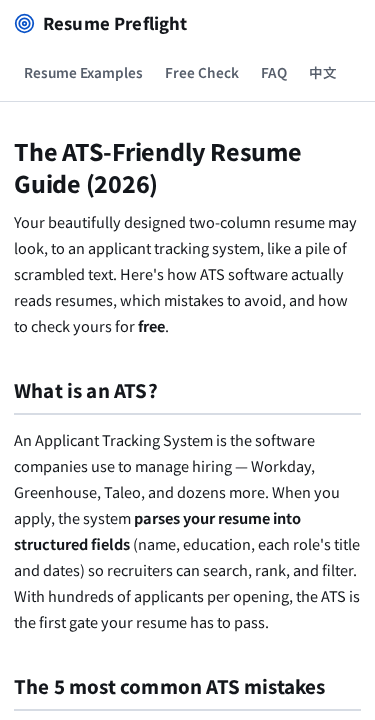 Resume Preflight
Resume Examples Free Check FAQ 中文
The ATS-Friendly Resume
Guide (2026)
Your beautifully designed two-column resume may
look, to an applicant tracking system, like a pile of
scrambled text. Here's how ATS software actually
reads resumes, which mistakes to avoid, and how
to check yours for free.
What is an ATS?
An Applicant Tracking System is the software
companies use to manage hiring — Workday,
Greenhouse, Taleo, and dozens more. When you
apply, the system parses your resume into
structured fields (name, education, each role's title
and dates) so recruiters can search, rank, and filter.
With hundreds of applicants per opening, the ATS is
the first gate your resume has to pass.
The 5 most common ATS mistakes